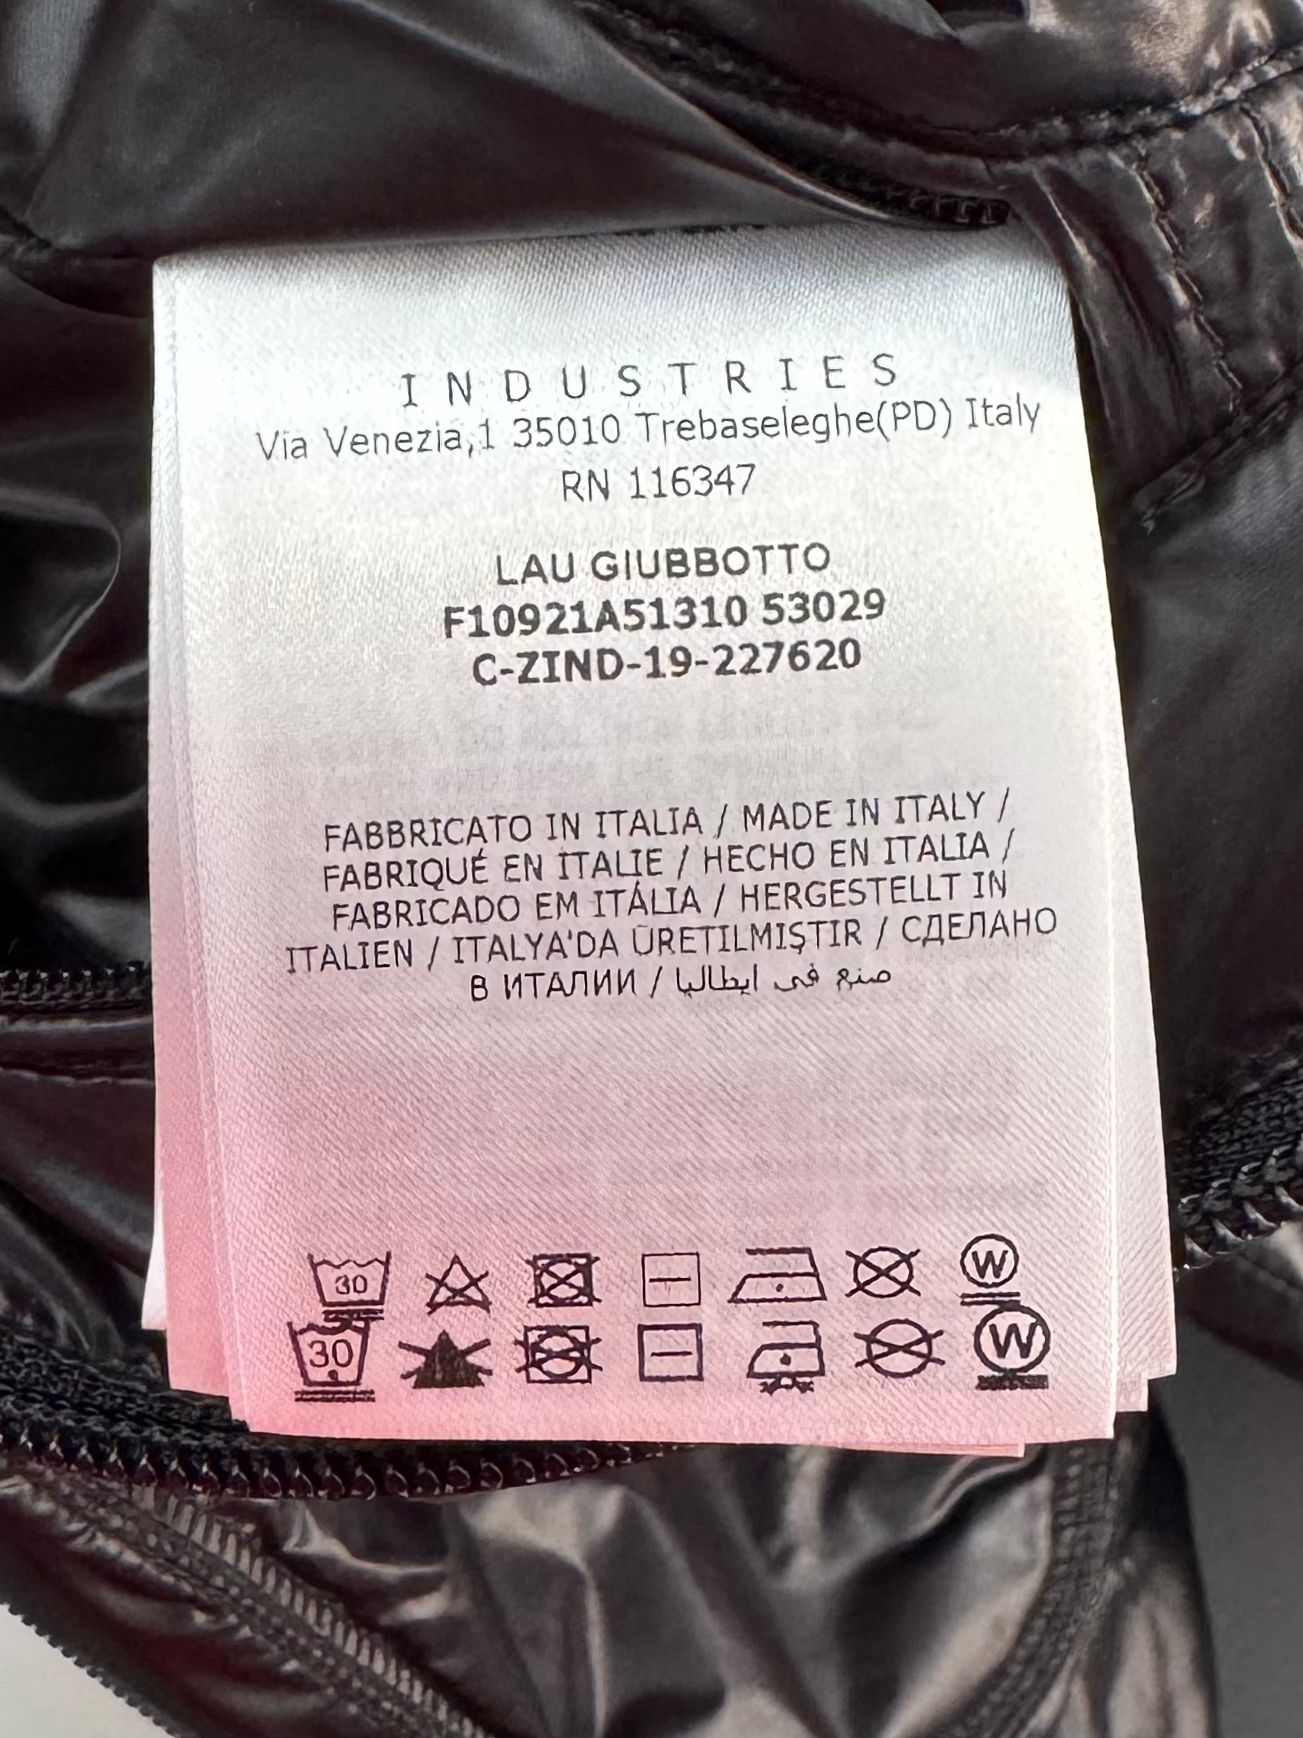 INDUSTRIES
Via Venezia,1 35010 Trebaseleghe(PD) Italy
RN 116347
LAU GIUBBOTTO
F10921A51310 53029
C-ZIND-19-227620
FABBRICATO IN ITALIA / MADE IN ITALY /
FABRIQUÉ EN ITALIE / HECHO EN ITALIA /
FABRICADO EM ITÁLIA / HERGESTELLT IN
ITALIEN / ITALYA'DA ÜRETILMIŞTIR / СДЕЛАНО
В ИТАЛИИ / صنع في ايطاليا
30 W
30 W